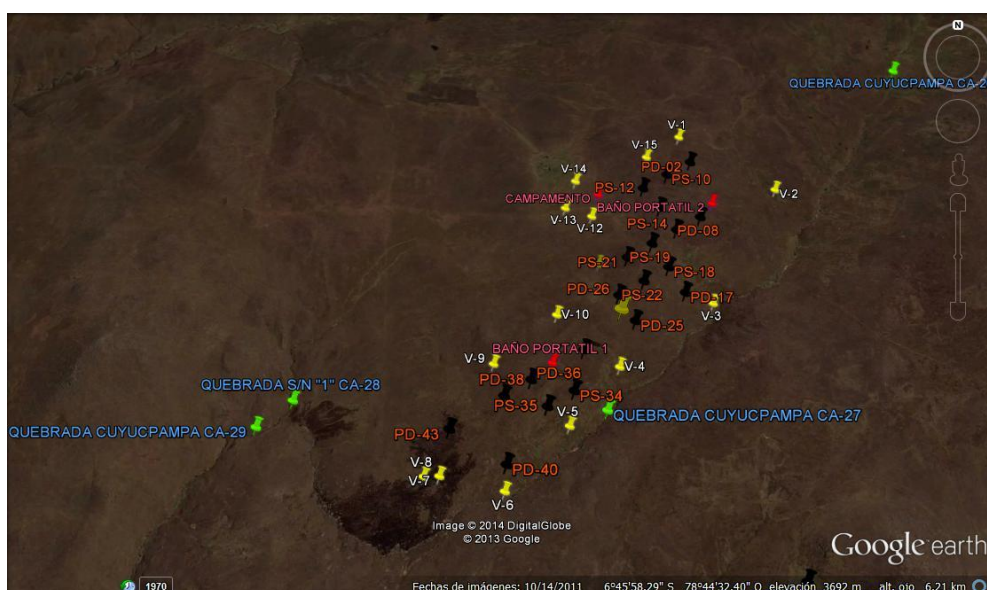 N
QUEBRADA CUYUCPAMPA CA-2
V-1
V-15
PD-02
PS-10
V-14
PS-12
V-2
CAMPAMENTO
BAÑO PORTATIL 2
V-13
V-12
PS-14
PD-08
PS-19
PS-21
PS-18
PD-26
PS-22
PD-17
V-3
V-10
PD-25
BAÑO PORTATIL 1
V-9
V-4
PD-38
PD-36
QUEBRADA S/N "1" CA-28
PS-34
PS-35
V-5
QUEBRADA CUYUCPAMPA CA-27
QUEBRADA CUYUCPAMPA CA-29
PD-43
V-8
PD-40
V-7
V-6
Image © 2014 DigitalGlobe
© 2013 Google
Google earth
1970
Fechas de imágenes: 10/14/2011 6°45'58.29" S 78°44'32.40" O elevación 3692 m alt. ojo 6.21 km